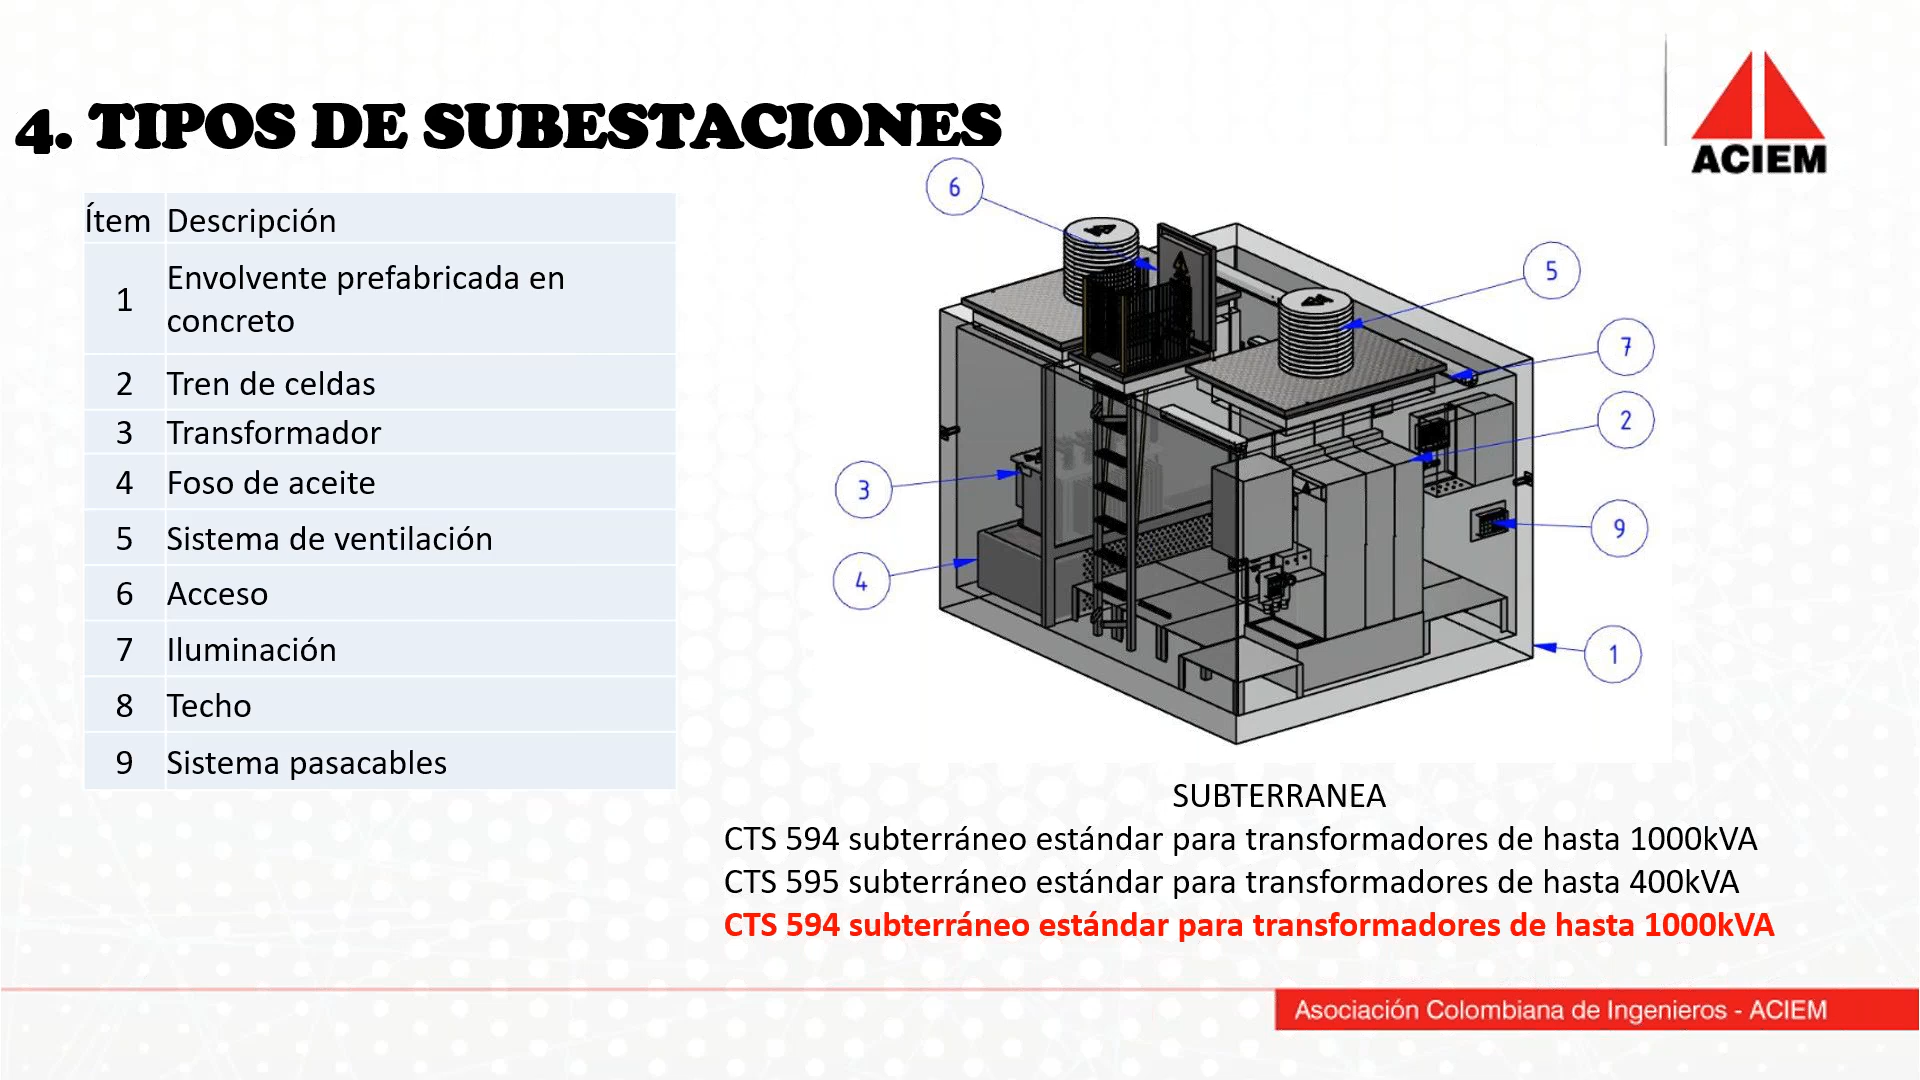 4. TIPOS DE SUBESTACIONES
ACIEM
Ítem Descripción
1 Envolvente prefabricada en
concreto
2 Tren de celdas
3 Transformador
4 Foso de aceite
5 Sistema de ventilación
6 Acceso
7 Iluminación
8 Techo
9 Sistema pasacables
6
5
7
2
3
9
4
1
SUBTERRANEA
CTS 594 subterráneo estándar para transformadores de hasta 1000kVA
CTS 595 subterráneo estándar para transformadores de hasta 400kVA
CTS 594 subterráneo estándar para transformadores de hasta 1000kVA
Asociación Colombiana de Ingenieros - ACIEM